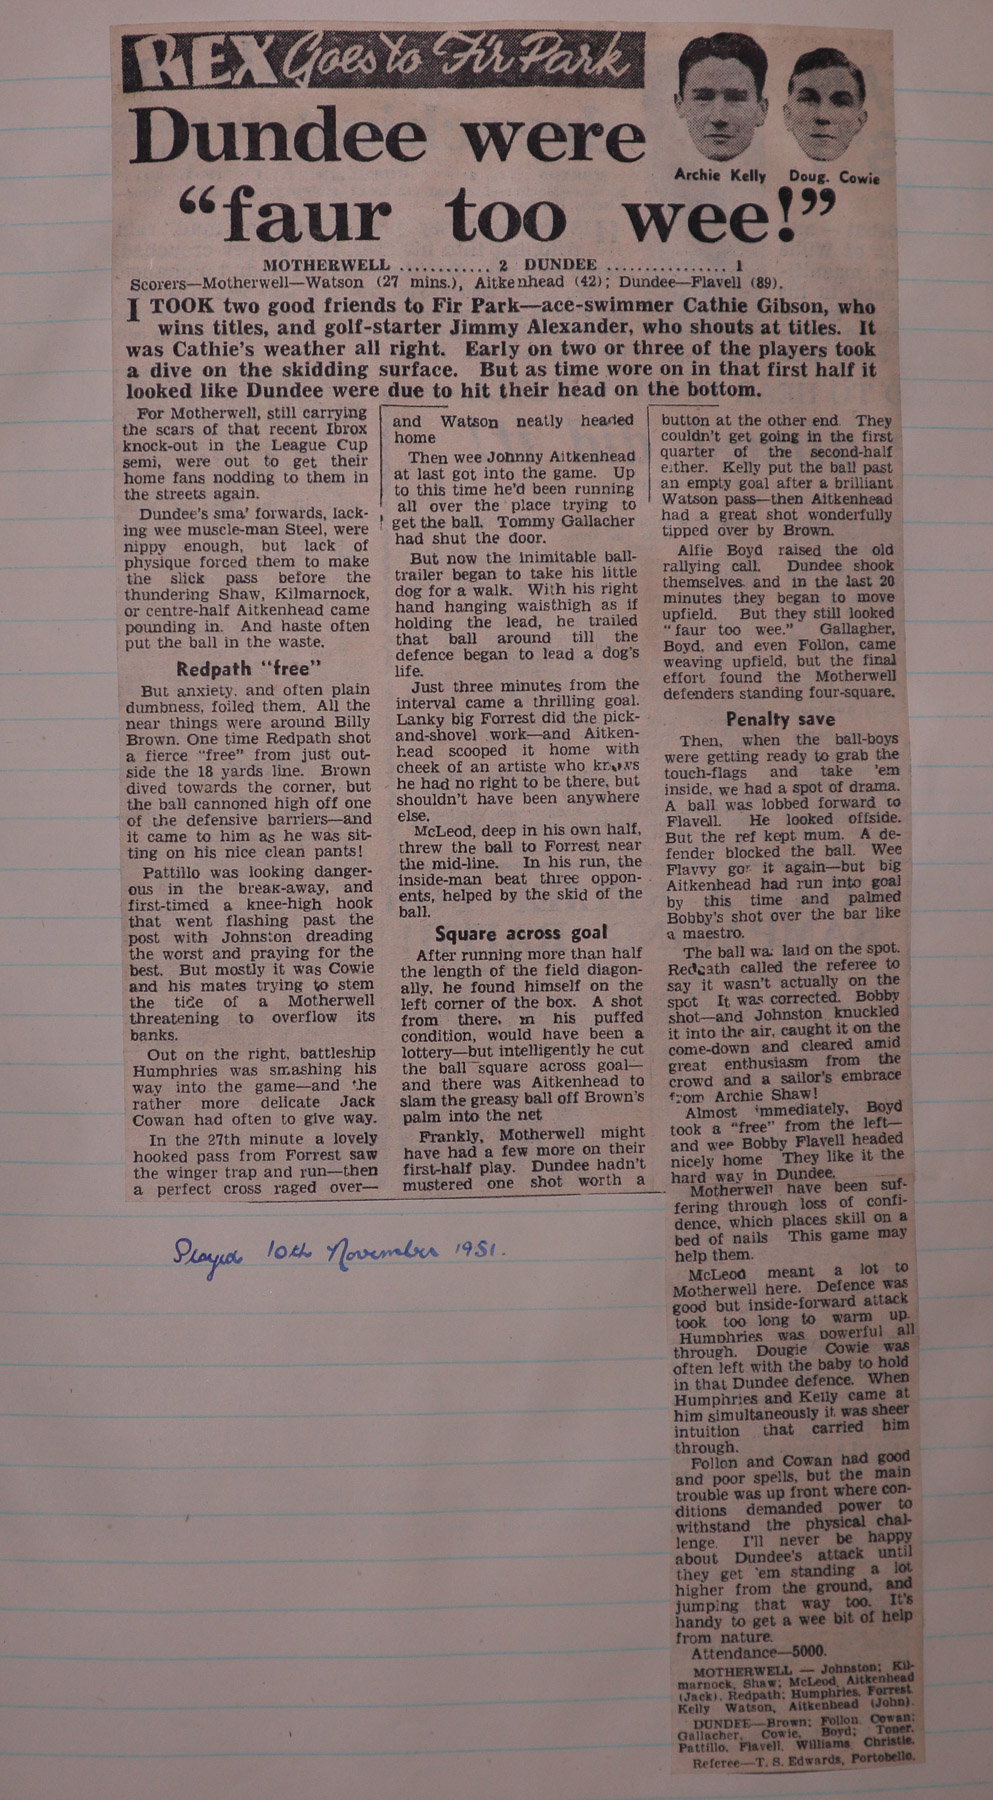 REX Goes to Fir Park
Dundee were
"faur too wee!"
Archie Kelly Doug. Cowie
MOTHERWELL ............ 2 DUNDEE ................ 1
Scorers—Motherwell—Watson (27 mins.), Aitkenhead (42); Dundee—Flavell (89).
I TOOK two good friends to Fir Park—ace-swimmer Cathie Gibson, who
wins titles, and golf-starter Jimmy Alexander, who shouts at titles. It
was Cathie's weather all right. Early on two or three of the players took
a dive on the skidding surface. But as time wore on in that first half it
looked like Dundee were due to hit their head on the bottom.
For Motherwell, still carrying
the scars of that recent Ibrox
knock-out in the League Cup
semi, were out to get their
home fans nodding to them in
the streets again.
Dundee's sma' forwards, lack-
ing wee muscle-man Steel, were
nippy enough, but lack of
physique forced them to make
the slick pass before the
thundering Shaw, Kilmarnock,
or centre-half Aitkenhead came
pounding in. And haste often
put the ball in the waste.
Redpath "free"
But anxiety, and often plain
dumbness, foiled them. All the
near things were around Billy
Brown. One time Redpath shot
a fierce "free" from just out-
side the 18 yards line. Brown
dived towards the corner, but
the ball cannoned high off one
of the defensive barriers—and
it came to him as he was sit-
ting on his nice clean pants!
Pattillo was looking danger-
ous in the break-away, and
first-timed a knee-high hook
that went flashing past the
post with Johnston dreading
the worst and praying for the
best. But mostly it was Cowie
and his mates trying to stem
the tide of a Motherwell
threatening to overflow its
banks.
Out on the right, battleship
Humphries was smashing his
way into the game—and the
rather more delicate Jack
Cowan had often to give way.
In the 27th minute a lovely
hooked pass from Forrest saw
the winger trap and run—then
a perfect cross raged over—
and Watson neatly headed
home
Then wee Johnny Aitkenhead
at last got into the game. Up
to this time he'd been running
all over the place trying to
get the ball. Tommy Gallacher
had shut the door.
But now the inimitable ball-
trailer began to take his little
dog for a walk. With his right
hand hanging waisthigh as if
holding the lead, he trailed
that ball around till the
defence began to lead a dog's
life.
Just three minutes from the
interval came a thrilling goal.
Lanky big Forrest did the pick-
and-shovel work—and Aitken-
head scooped it home with
cheek of an artiste who knows
he had no right to be there, but
shouldn't have been anywhere
else.
McLeod, deep in his own half,
threw the ball to Forrest near
the mid-line. In his run, the
inside-man beat three oppon-
ents, helped by the skid of the
ball.
Square across goal
After running more than half
the length of the field diagon-
ally, he found himself on the
left corner of the box. A shot
from there, in his puffed
condition, would have been a
lottery—but intelligently he cut
the ball square across goal—
and there was Aitkenhead to
slam the greasy ball off Brown's
palm into the net
Frankly, Motherwell might
have had a few more on their
first-half play. Dundee hadn't
mustered one shot worth a
button at the other end. They
couldn't get going in the first
quarter of the second-half
either. Kelly put the ball past
an empty goal after a brilliant
Watson pass—then Aitkenhead
had a great shot wonderfully
tipped over by Brown.
Alfie Boyd raised the old
rallying call. Dundee shook
themselves and in the last 20
minutes they began to move
upfield. But they still looked
"faur too wee." Gallagher,
Boyd, and even Follon, came
weaving upfield, but the final
effort found the Motherwell
defenders standing four-square.
Penalty save
Then, when the ball-boys
were getting ready to grab the
touch-flags and take 'em
inside, we had a spot of drama.
A ball was lobbed forward to
Flavell. He looked offside.
But the ref kept mum. A de-
fender blocked the ball. Wee
Flavvy got it again—but big
Aitkenhead had run into goal
by this time and palmed
Bobby's shot over the bar like
a maestro.
The ball was laid on the spot.
Redpath called the referee to
say it wasn't actually on the
spot It was corrected. Bobby
shot—and Johnston knuckled
it into the air, caught it on the
come-down and cleared amid
great enthusiasm from the
crowd and a sailor's embrace
from Archie Shaw!
Almost immediately, Boyd
took a "free" from the left—
and wee Bobby Flavell headed
nicely home They like it the
hard way in Dundee.
Motherwell have been suf-
fering through loss of confi-
dence, which places skill on a
bed of nails This game may
help them.
McLeod meant a lot to
Motherwell here. Defence was
good but inside-forward attack
took too long to warm up.
Humphries was powerful all
through. Dougie Cowie was
often left with the baby to hold
in that Dundee defence. When
Humphries and Kelly came at
him simultaneously it was sheer
intuition that carried him
through.
Follon and Cowan had good
and poor spells, but the main
trouble was up front where con-
ditions demanded power to
withstand the physical chal-
lenge. I'll never be happy
about Dundee's attack until
they get 'em standing a lot
higher from the ground, and
jumping that way too. It's
handy to get a wee bit of help
from nature.
Attendance—5000.
MOTHERWELL — Johnston; Kil-
marnock, Shaw; McLeod, Aitkenhead
(Jack), Redpath; Humphries, Forrest.
Kelly Watson, Aitkenhead (John).
DUNDEE—Brown; Follon, Cowan;
Gallacher, Cowie, Boyd; Toner,
Pattillo, Flavell, Williams Christie.
Referee—T. S. Edwards, Portobello.
Played 10th November 1951.